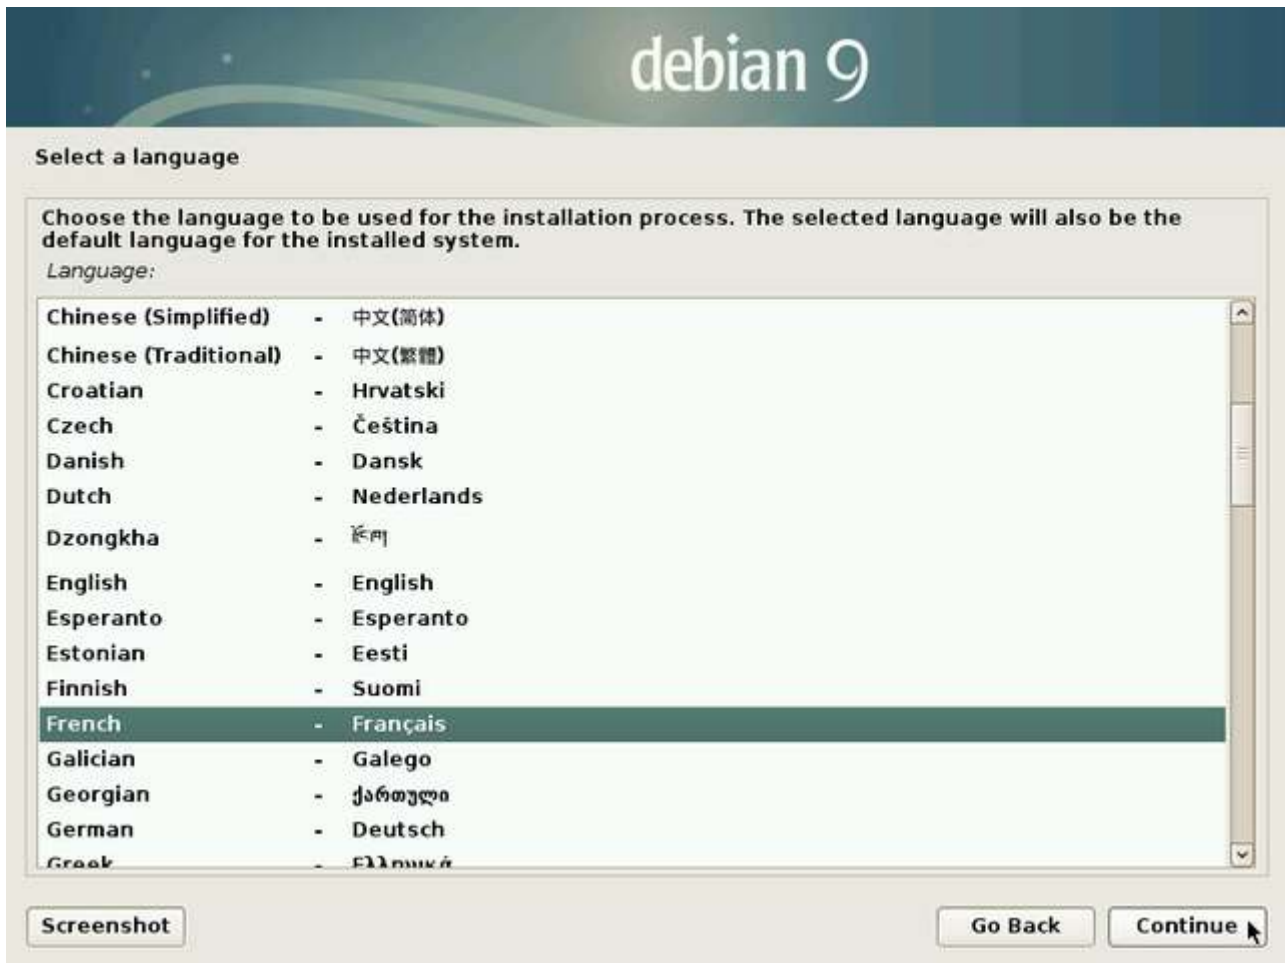 debian 9
Select a language
Choose the language to be used for the installation process. The selected language will also be the
default language for the installed system.
Language:
Chinese (Simplified) - 中文(简体)
Chinese (Traditional) - 中文(繁體)
Croatian - Hrvatski
Czech - Čeština
Danish - Dansk
Dutch - Nederlands
Dzongkha - རྫོང་ཁ།
English - English
Esperanto - Esperanto
Estonian - Eesti
Finnish - Suomi
French - Français
Galician - Galego
Georgian - ქართული
German - Deutsch
Greek - Ελληνικά
Screenshot Go Back Continue